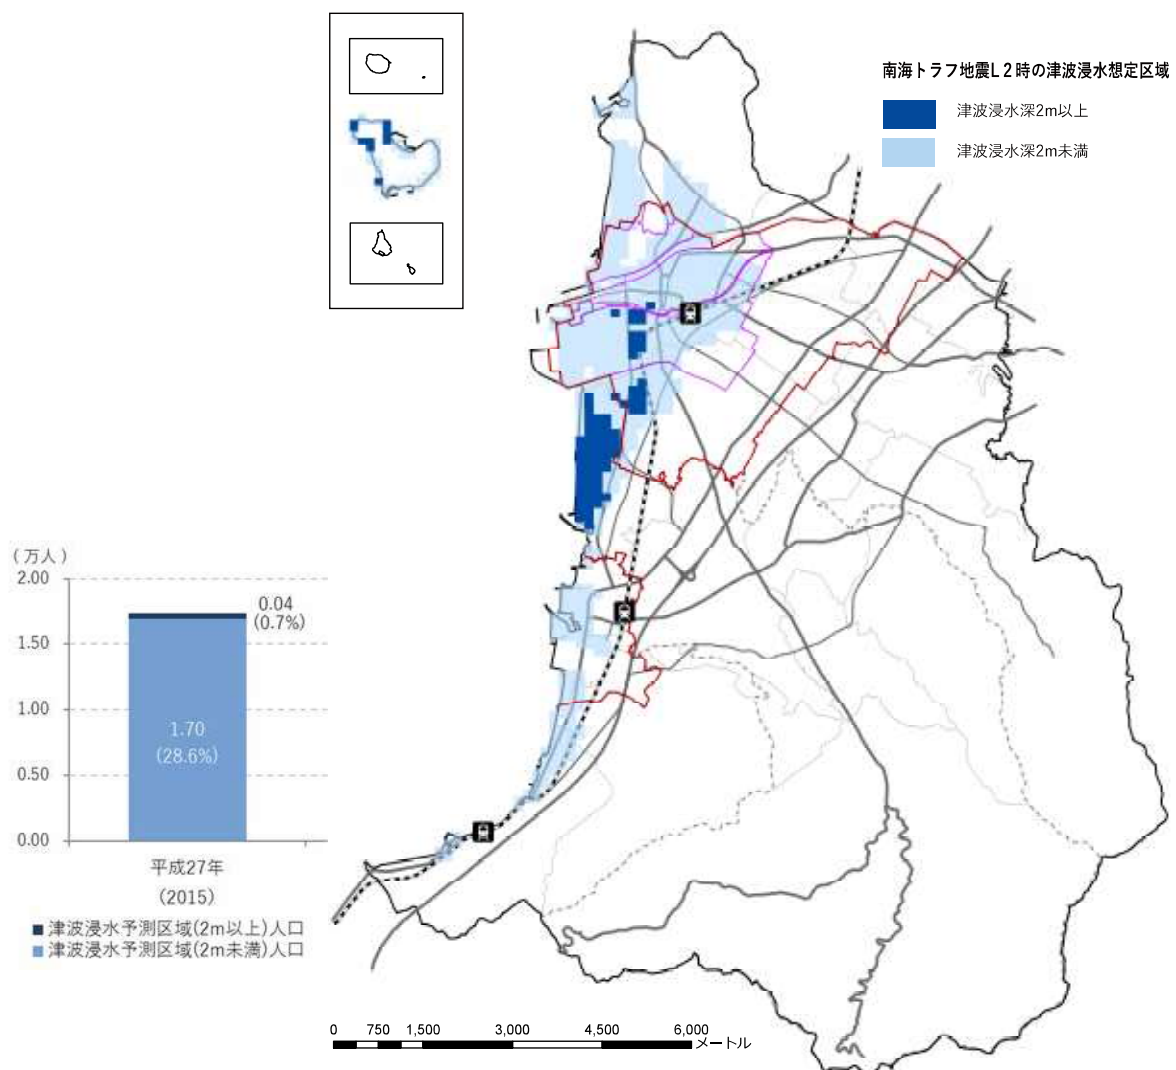 南海トラフ地震L２時の津波浸水想定区域
津波浸水深2m以上
津波浸水深2m未満
（万人）
2.00
1.50
1.00
0.50
0.00
0.04
(0.7%)
1.70
(28.6%)
平成27年
(2015)
■津波浸水予測区域(2m以上)人口
■津波浸水予測区域(2m未満)人口
0 750 1,500 3,000 4,500 6,000
メートル